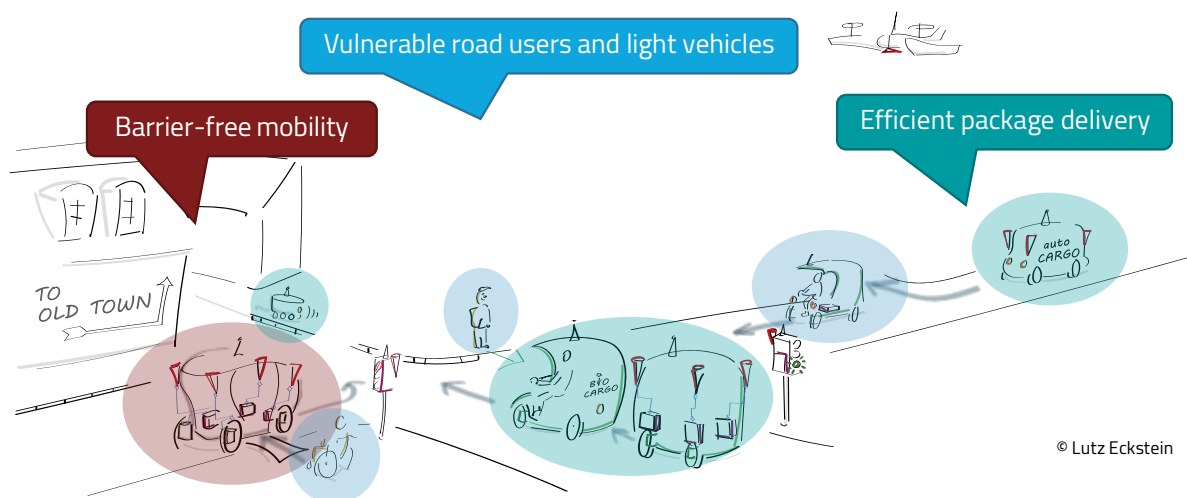 Vulnerable road users and light vehicles
Barrier-free mobility
Efficient package delivery
auto
CARGO
TO
OLD TOWN
BIO
CARGO
© Lutz Eckstein